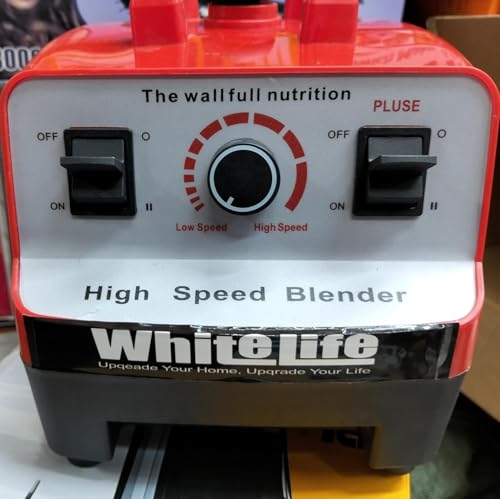 The wallfull nutrition
PLUSE
OFF O
OFF O
ON II
ON II
Low Speed High Speed
High Speed Blender
WhiteLife
Upqeade Your Home, Upqrade Your Life